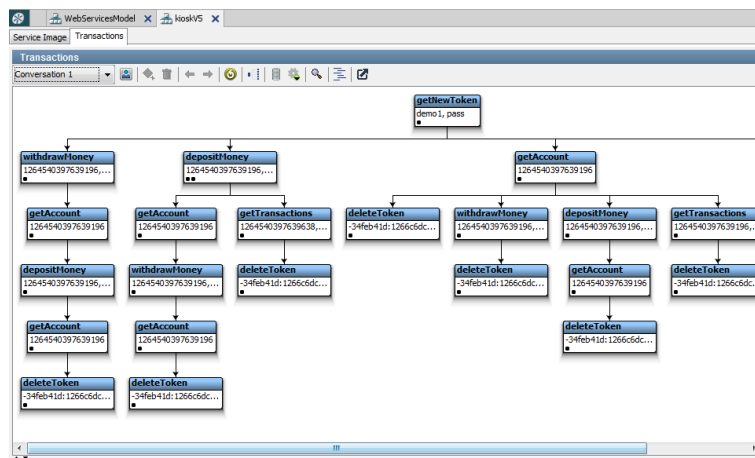 WebServicesModel
kioskV5
Service Image
Transactions
Transactions
Conversation 1
getNewToken
demo1, pass
withdrawMoney
1264540397639196,...
depositMoney
1264540397639196,...
getAccount
1264540397639196
getAccount
1264540397639196
getAccount
1264540397639196
getTransactions
1264540397639638,...
deleteToken
-34feb41d:1266c6dc...
withdrawMoney
1264540397639196,...
depositMoney
1264540397639196,...
getTransactions
1264540397639196,..
depositMoney
1264540397639196,...
withdrawMoney
1264540397639196,...
deleteToken
-34feb41d:1266c6dc...
deleteToken
-34feb41d:1266c6dc...
getAccount
1264540397639196
deleteToken
-34feb41d:1266c6dc..
getAccount
1264540397639196
getAccount
1264540397639196
deleteToken
-34feb41d:1266c6dc...
deleteToken
-34feb41d:1266c6dc...
deleteToken
-34feb41d:1266c6dc...